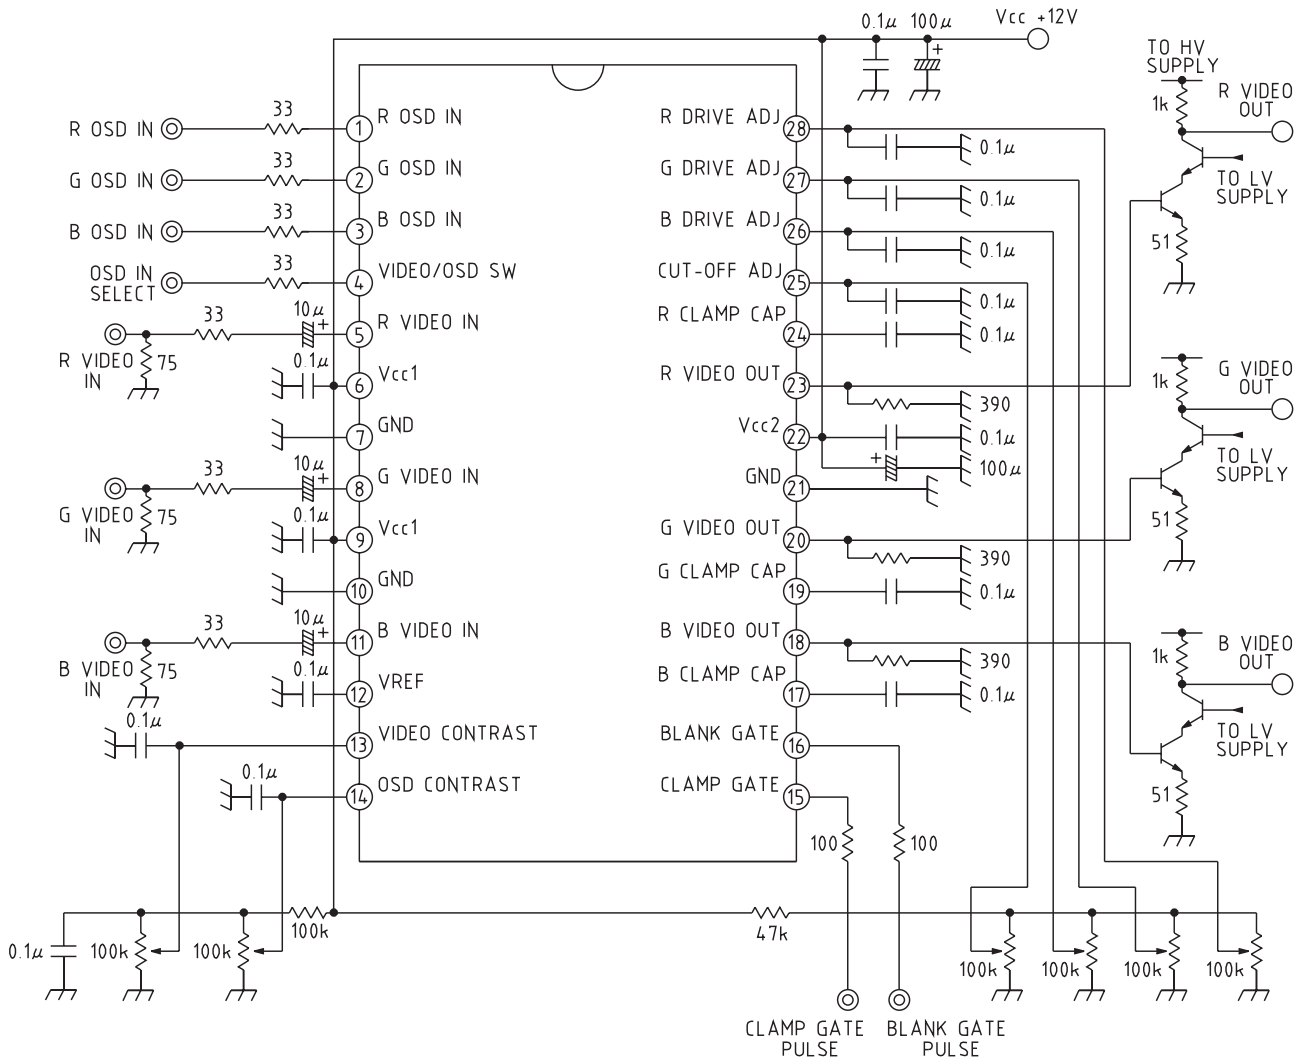 0.1μ 100μ
Vcc +12V
+
TO HV
SUPPLY
1k
R VIDEO
OUT
TO LV
SUPPLY
51
R OSD IN
33
1
R OSD IN
G OSD IN
33
2
G OSD IN
B OSD IN
33
3
B OSD IN
OSD IN
SELECT
33
4
VIDEO/OSD SW
R VIDEO
IN
75
33
10μ
+
5
R VIDEO IN
0.1μ
6
Vcc1
7
GND
G VIDEO
IN
75
33
10μ
+
8
G VIDEO IN
0.1μ
9
Vcc1
10
GND
B VIDEO
IN
75
33
10μ
+
11
B VIDEO IN
0.1μ
12
VREF
0.1μ
13
VIDEO CONTRAST
0.1μ
14
OSD CONTRAST
R DRIVE ADJ
28
0.1μ
G DRIVE ADJ
27
0.1μ
B DRIVE ADJ
26
0.1μ
CUT-OFF ADJ
25
0.1μ
R CLAMP CAP
24
0.1μ
R VIDEO OUT
23
390
Vcc2
22
0.1μ
+
100μ
GND
21
G VIDEO OUT
20
390
G CLAMP CAP
19
0.1μ
B VIDEO OUT
18
390
B CLAMP CAP
17
0.1μ
BLANK GATE
16
CLAMP GATE
15
100
100
1k
G VIDEO
OUT
TO LV
SUPPLY
51
1k
B VIDEO
OUT
TO LV
SUPPLY
51
0.1μ
100k
100k
100k
47k
100k
100k
100k
100k
CLAMP GATE
PULSE
BLANK GATE
PULSE